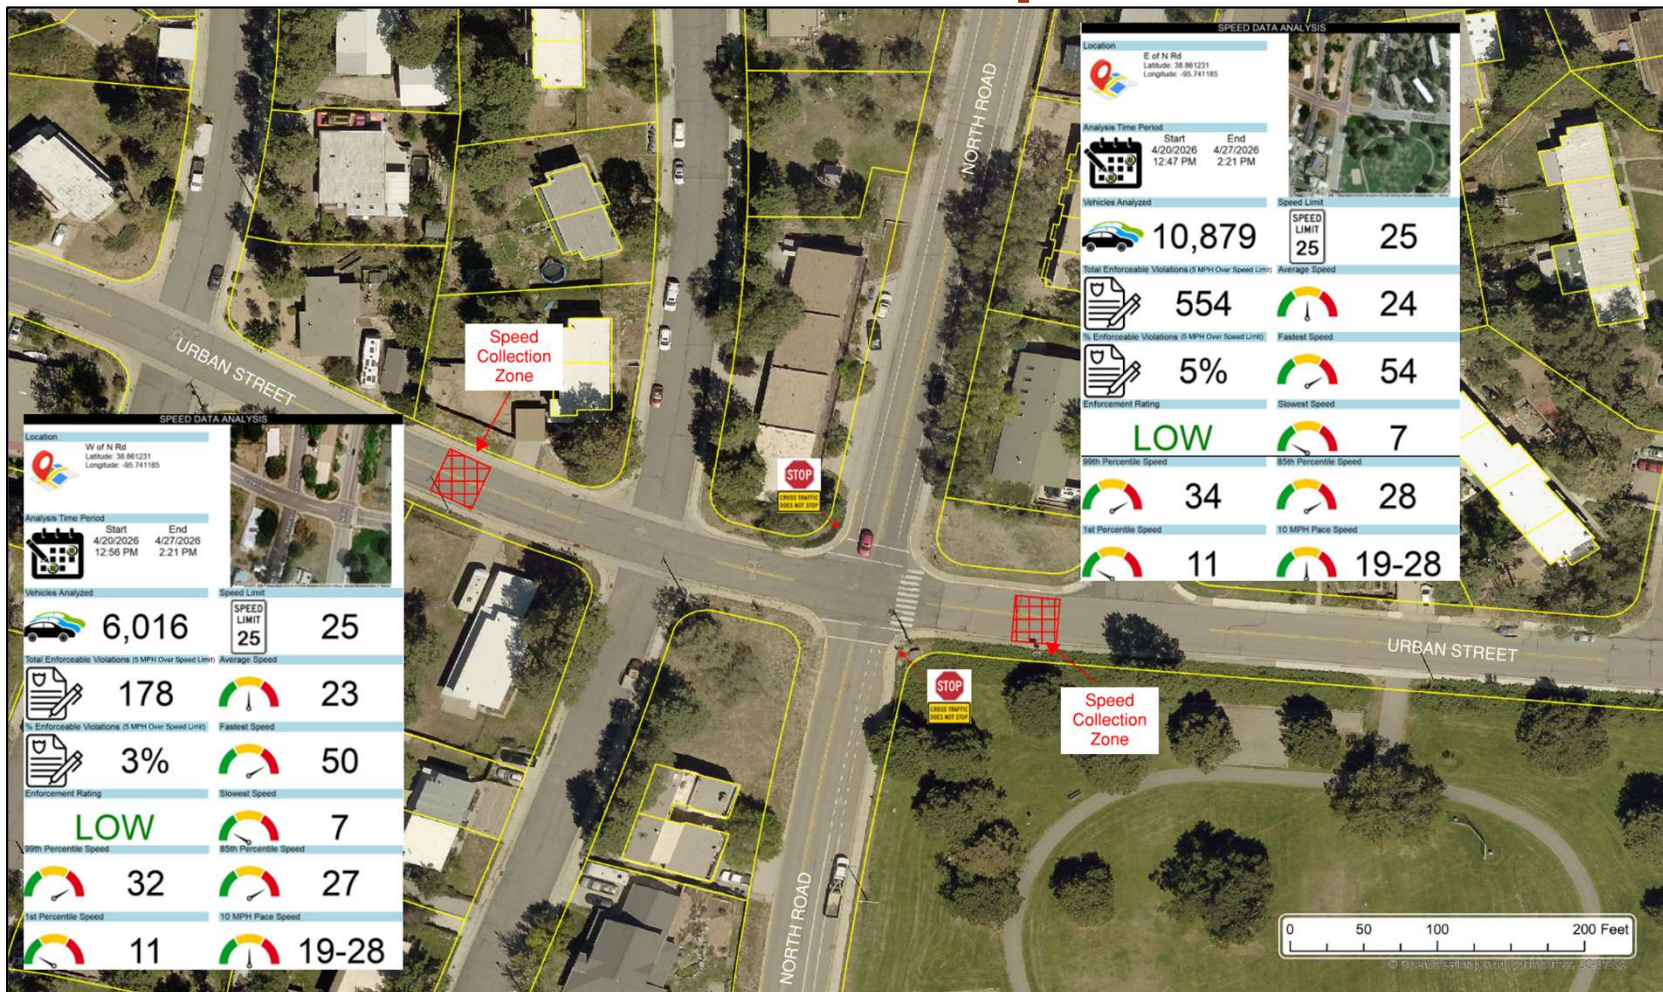 NORTH ROAD
URBAN STREET
Speed
Collection
Zone
SPEED DATA ANALYSIS
Location
W of N Rd
Latitude: 38.861231
Longitude: -95.741185
Analysis Time Period
Start End
4/20/2026 4/27/2026
12:56 PM 2:21 PM
Vehicles Analyzed Speed Limit
6,016 SPEED LIMIT 25 25
Total Enforceable Violations (5 MPH Over Speed Limit) Average Speed
178 23
% Enforceable Violations (5 MPH Over Speed Limit) Fastest Speed
3% 50
Enforcement Rating Slowest Speed
LOW 7
99th Percentile Speed 85th Percentile Speed
32 27
1st Percentile Speed 10 MPH Pace Speed
11 19-28
SPEED DATA ANALYSIS
Location
E of N Rd
Latitude: 38.861231
Longitude: -95.741185
Analysis Time Period
Start End
4/20/2026 4/27/2026
12:47 PM 2:21 PM
Vehicles Analyzed Speed Limit
10,879 SPEED LIMIT 25 25
Total Enforceable Violations (5 MPH Over Speed Limit) Average Speed
554 24
% Enforceable Violations (5 MPH Over Speed Limit) Fastest Speed
5% 54
Enforcement Rating Slowest Speed
LOW 7
99th Percentile Speed 85th Percentile Speed
34 28
1st Percentile Speed 10 MPH Pace Speed
11 19-28
STOP
CROSS TRAFFIC
DOES NOT STOP
STOP
CROSS TRAFFIC
DOES NOT STOP
Speed
Collection
Zone
URBAN STREET
NORTH ROAD
0 50 100 200 Feet